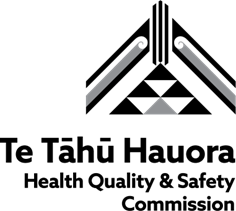 Te Tāhū Hauora
Health Quality & Safety
Commission